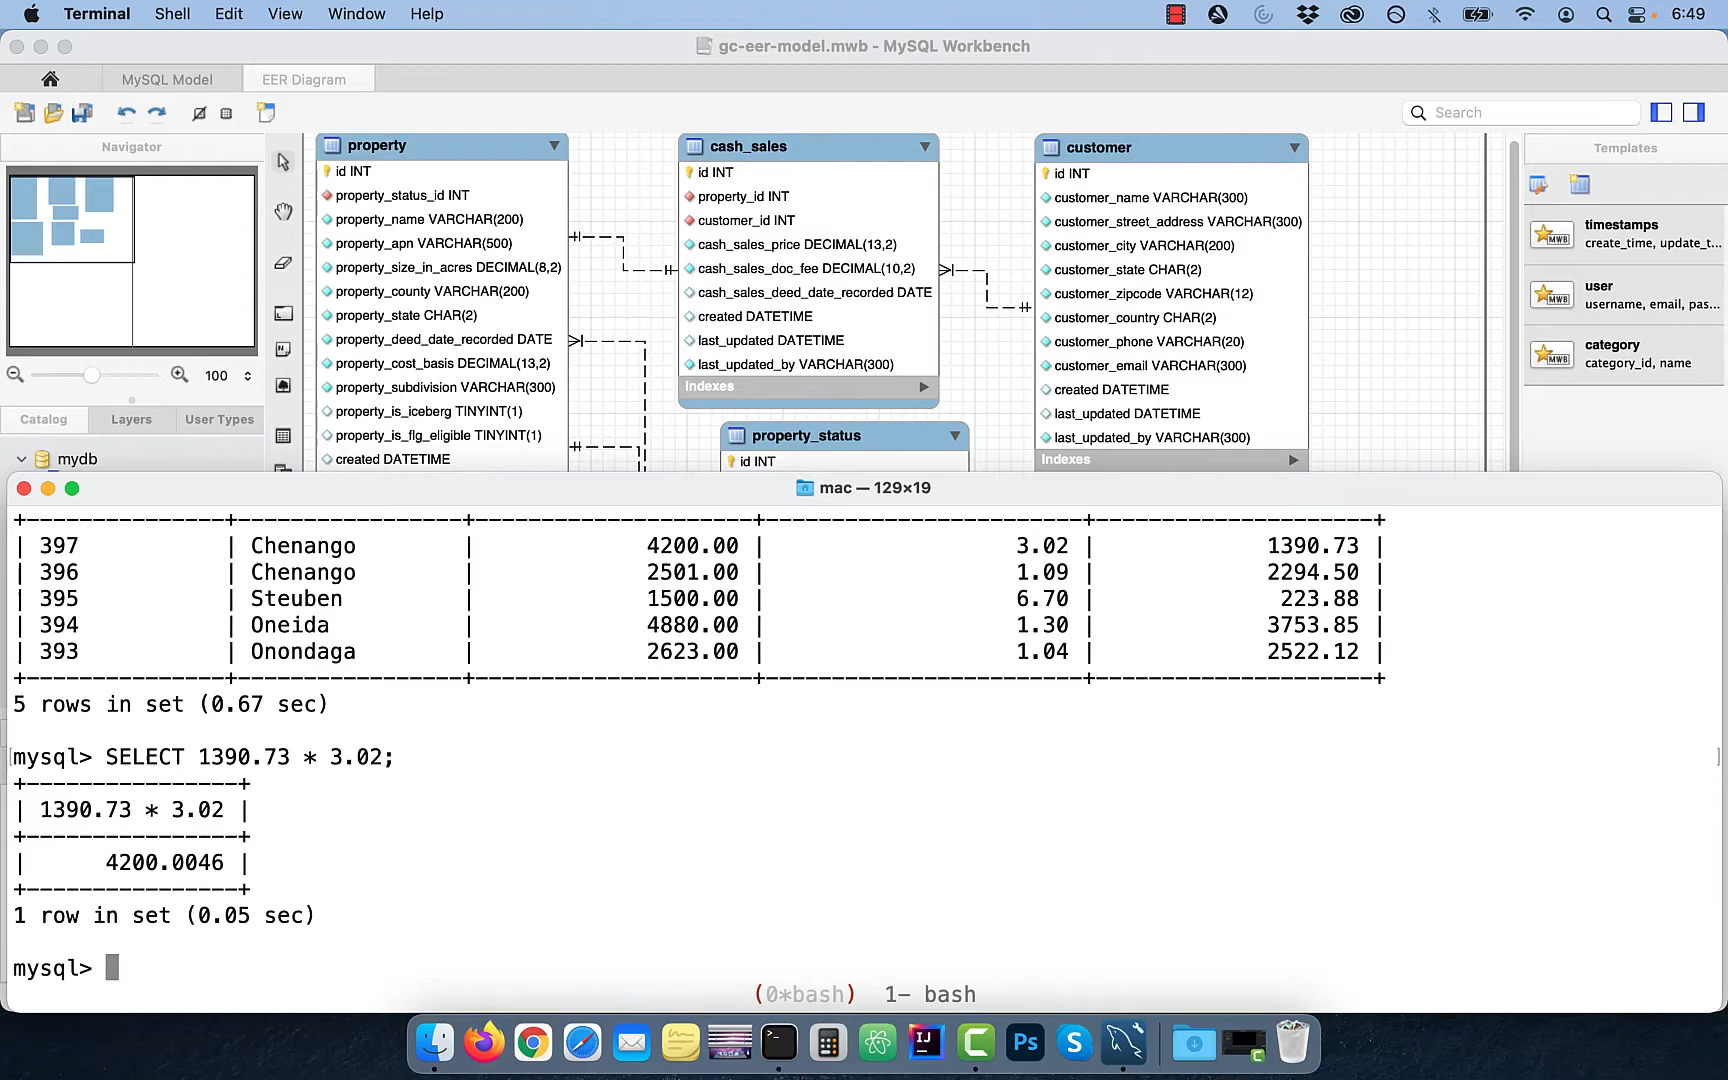 Terminal Shell Edit View Window Help 6:49
gc-eer-model.mwb - MySQL Workbench
MySQL Model EER Diagram
Search
Navigator
100
Catalog Layers User Types
mydb
property
id INT
property_status_id INT
property_name VARCHAR(200)
property_apn VARCHAR(500)
property_size_in_acres DECIMAL(8,2)
property_county VARCHAR(200)
property_state CHAR(2)
property_deed_date_recorded DATE
property_cost_basis DECIMAL(13,2)
property_subdivision VARCHAR(300)
property_is_iceberg TINYINT(1)
property_is_flg_eligible TINYINT(1)
created DATETIME
cash_sales
id INT
property_id INT
customer_id INT
cash_sales_price DECIMAL(13,2)
cash_sales_doc_fee DECIMAL(10,2)
cash_sales_deed_date_recorded DATE
created DATETIME
last_updated DATETIME
last_updated_by VARCHAR(300)
Indexes
property_status
id INT
customer
id INT
customer_name VARCHAR(300)
customer_street_address VARCHAR(300)
customer_city VARCHAR(200)
customer_state CHAR(2)
customer_zipcode VARCHAR(12)
customer_country CHAR(2)
customer_phone VARCHAR(20)
customer_email VARCHAR(300)
created DATETIME
last_updated DATETIME
last_updated_by VARCHAR(300)
Indexes
Templates
timestamps
create_time, update_t...
user
username, email, pas...
category
category_id, name
mac — 129×19
+----------------+-----------------+---------------------+------------------------+---------------------+
| 397 | Chenango | 4200.00 | 3.02 | 1390.73 |
| 396 | Chenango | 2501.00 | 1.09 | 2294.50 |
| 395 | Steuben | 1500.00 | 6.70 | 223.88 |
| 394 | Oneida | 4880.00 | 1.30 | 3753.85 |
| 393 | Onondaga | 2623.00 | 1.04 | 2522.12 |
+----------------+-----------------+---------------------+------------------------+---------------------+
5 rows in set (0.67 sec)
mysql> SELECT 1390.73 * 3.02;
+----------------+
| 1390.73 * 3.02 |
+----------------+
| 4200.0046 |
+----------------+
1 row in set (0.05 sec)
mysql>
(0*bash) 1- bash
IJ Ps